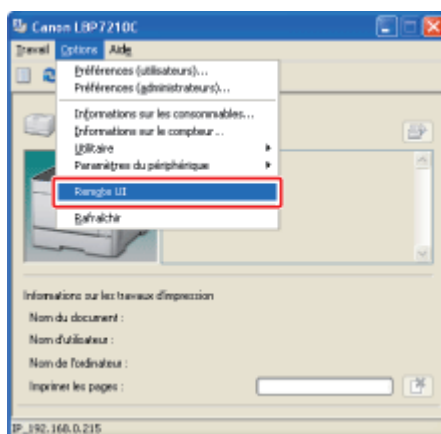 Canon LBP7210C
Travail Options Aide
Préférences (utilisateurs)...
Préférences (administrateurs)...
Informations sur les consommables...
Informations sur le compteur...
Utilitaire
Paramètres du périphérique
Remote UI
Rafraîchir
Informations sur les travaux d'impression
Nom du document :
Nom d'utilisateur :
Nom de l'ordinateur :
Imprimer les pages :
IP_192.168.0.215